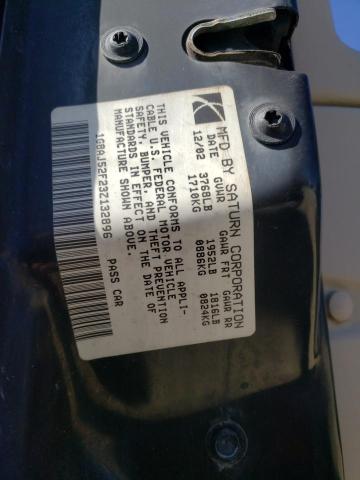 MFD BY SATURN CORPORATION
DATE GVWR GAWR FRT GAWR RR
12/02 3768LB 1952LB 1816LB
1710KG 0886KG 0824KG
THIS VEHICLE CONFORMS TO ALL APPLI-
CABLE U.S. FEDERAL MOTOR VEHICLE
SAFETY, BUMPER, AND THEFT PREVENTION
STANDARDS IN EFFECT ON THE DATE OF
MANUFACTURE SHOWN ABOVE.
1G8AJ52F23Z132896 PASS CAR